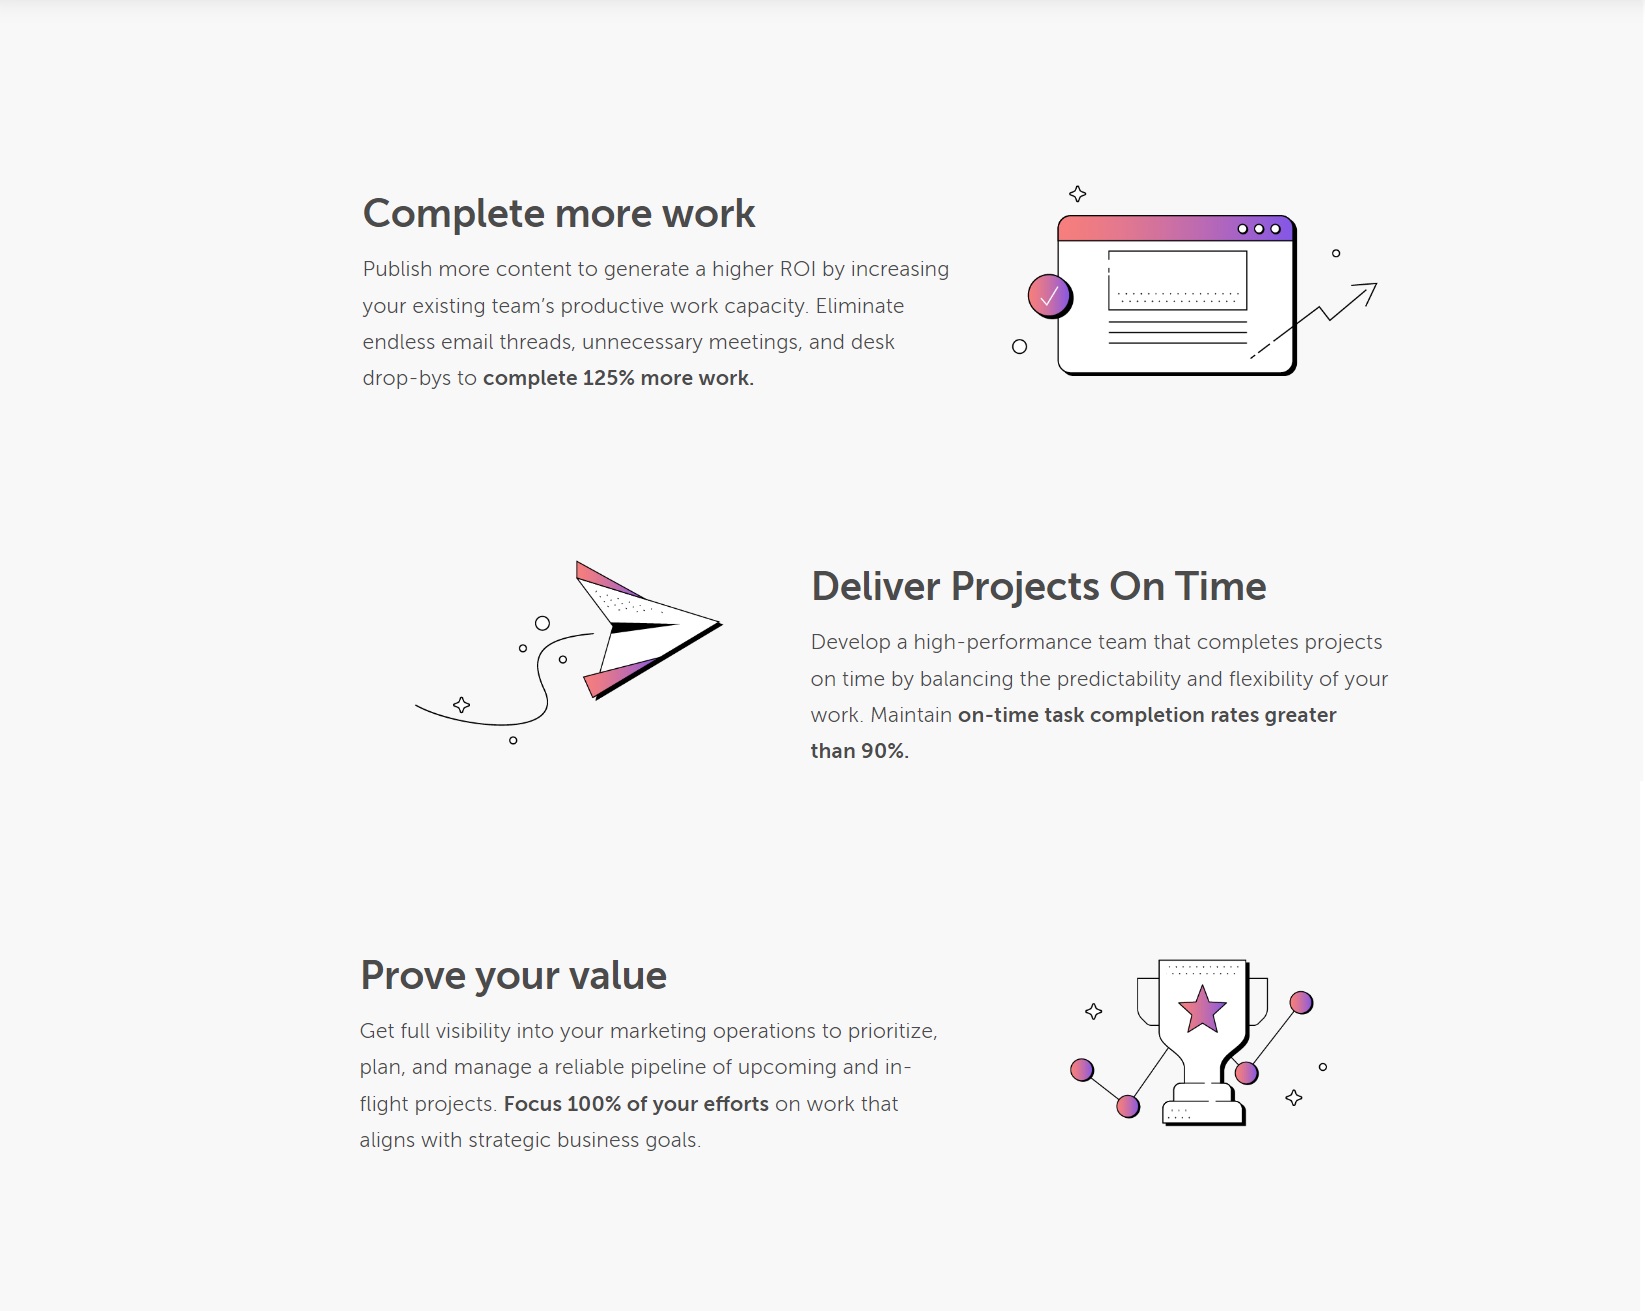 Complete more work
Publish more content to generate a higher ROI by increasing
your existing team’s productive work capacity. Eliminate
endless email threads, unnecessary meetings, and desk
drop-bys to complete 125% more work.
Deliver Projects On Time
Develop a high-performance team that completes projects
on time by balancing the predictability and flexibility of your
work. Maintain on-time task completion rates greater
than 90%.
Prove your value
Get full visibility into your marketing operations to prioritize,
plan, and manage a reliable pipeline of upcoming and in-
flight projects. Focus 100% of your efforts on work that
aligns with strategic business goals.